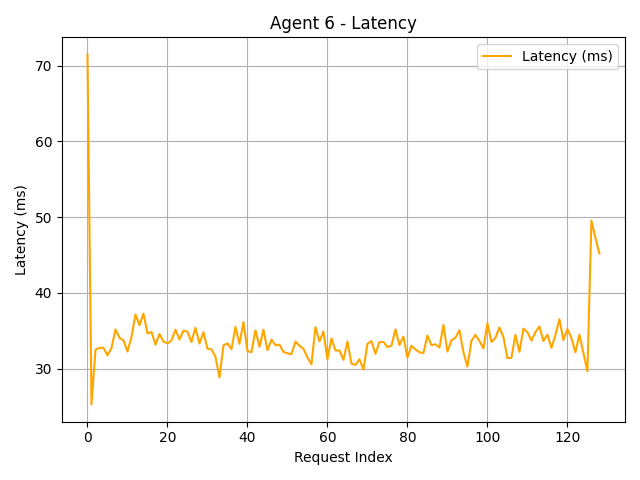 Agent 6 - Latency
Latency (ms)
70
60
50
40
30
Latency (ms)
0 20 40 60 80 100 120
Request Index